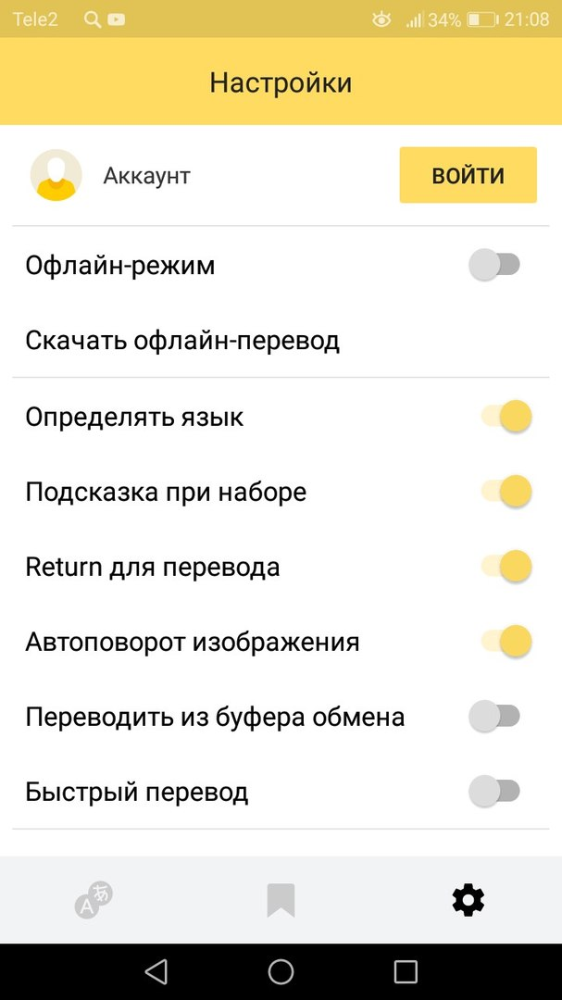 Tele2 34% 21:08
Настройки
Аккаунт ВОЙТИ
Офлайн-режим
Скачать офлайн-перевод
Определять язык
Подсказка при наборе
Return для перевода
Автоповорот изображения
Переводить из буфера обмена
Быстрый перевод
A あ